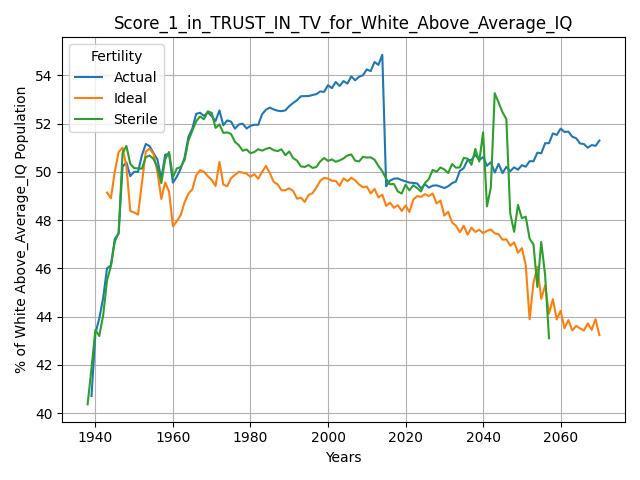 Score_1_in_TRUST_IN_TV_for_White_Above_Average_IQ
% of White Above_Average_IQ Population
Fertility
Actual
Ideal
Sterile
54
52
50
48
46
44
42
40
1940
1960
1980
2000
2020
2040
2060
Years